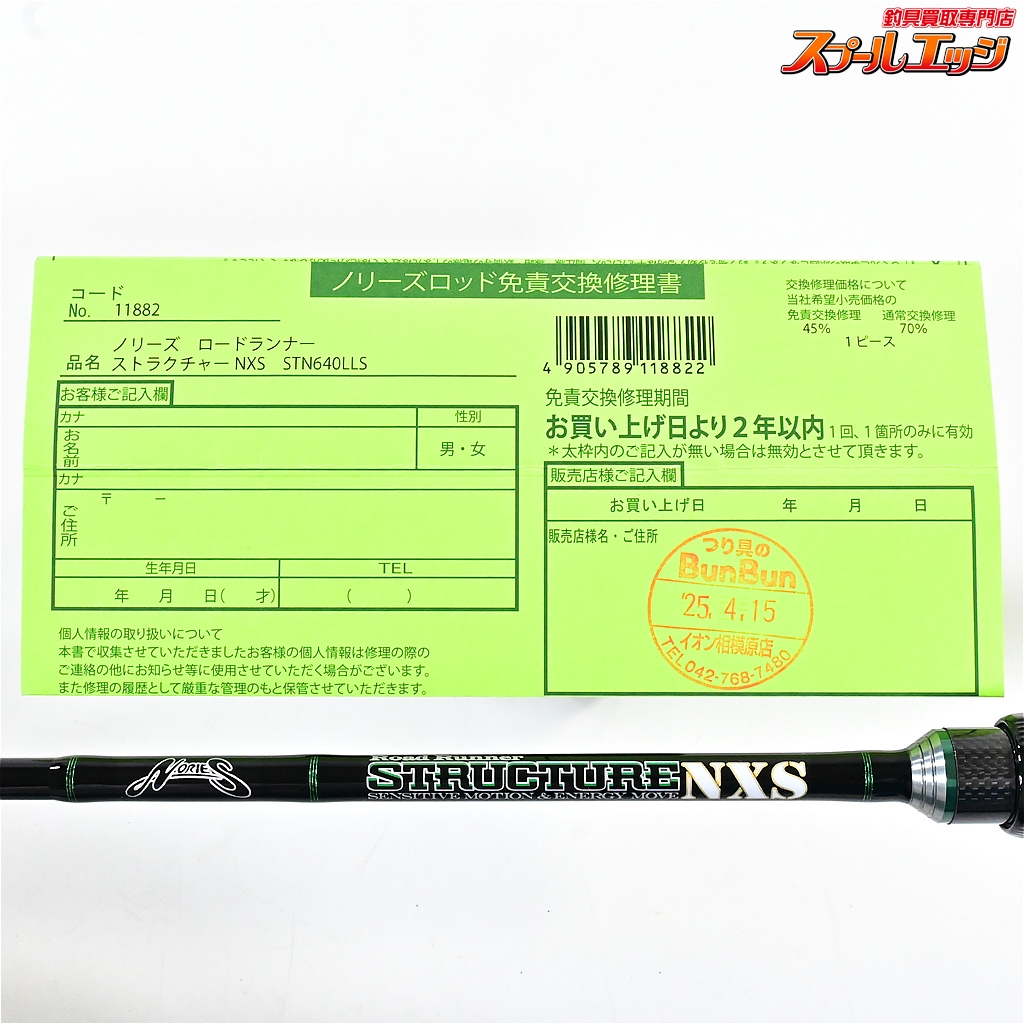 釣具買取専門店
スプールエッジ
ノリーズロッド免責交換修理書
コード
No. 11882
ノリーズ ロードランナー
品名 ストラクチャーNXS STN640LLS
4 905789 118822
交換修理価格について
当社希望小売価格の
免責交換修理 通常交換修理
45% 70%
1ピース
お客様ご記入欄
カナ 性別
お名前 男・女
カナ
〒 －
ご住所
生年月日 TEL
年 月 日( 才) ( )
免責交換修理期間
お買い上げ日より2年以内 1回、1箇所のみに有効
＊太枠内のご記入が無い場合は無効とさせて頂きます。
販売店様ご記入欄
お買い上げ日 年 月 日
販売店様名・ご住所
つり具の
BunBun
'25.4.15
イオン相模原店
TEL042-768-7480
個人情報の取り扱いについて
本書で収集させていただきましたお客様の個人情報は修理の際の
ご連絡の他にお知らせ等に使用させていただく場合がございます。
また修理の履歴として厳重な管理のもと保管させていただきます。
NORIES
Road Runner
STRUCTURE NXS
SENSITIVE MOTION & ENERGY MOVE